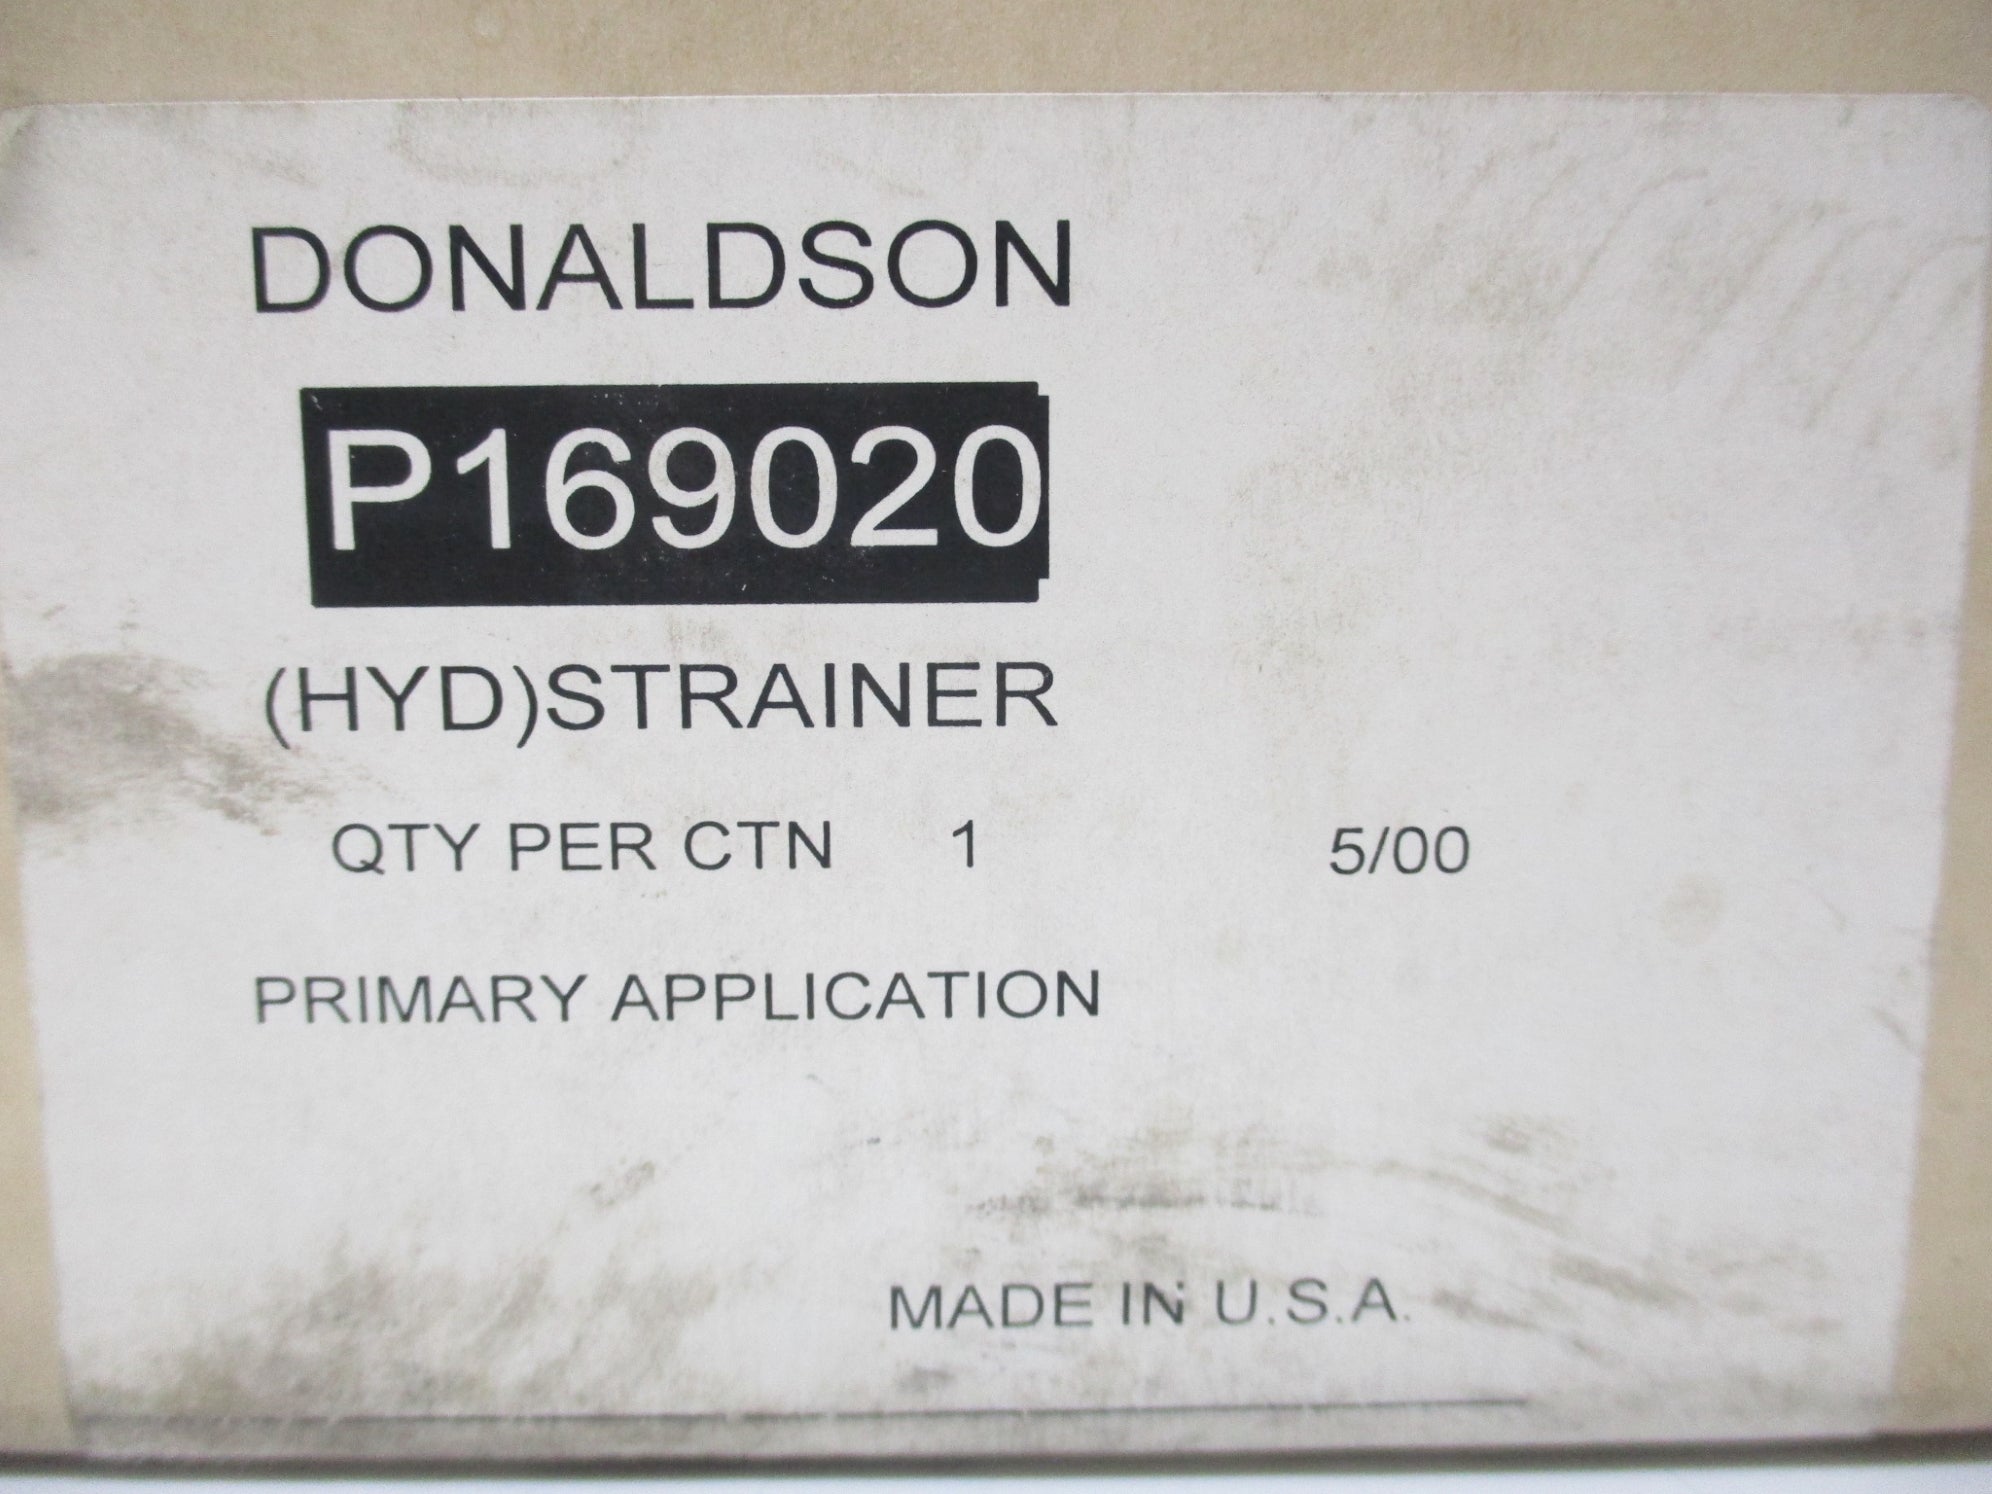 DONALDSON
P169020
(HYD)STRAINER
QTY PER CTN 1 5/00
PRIMARY APPLICATION
MADE IN U.S.A.